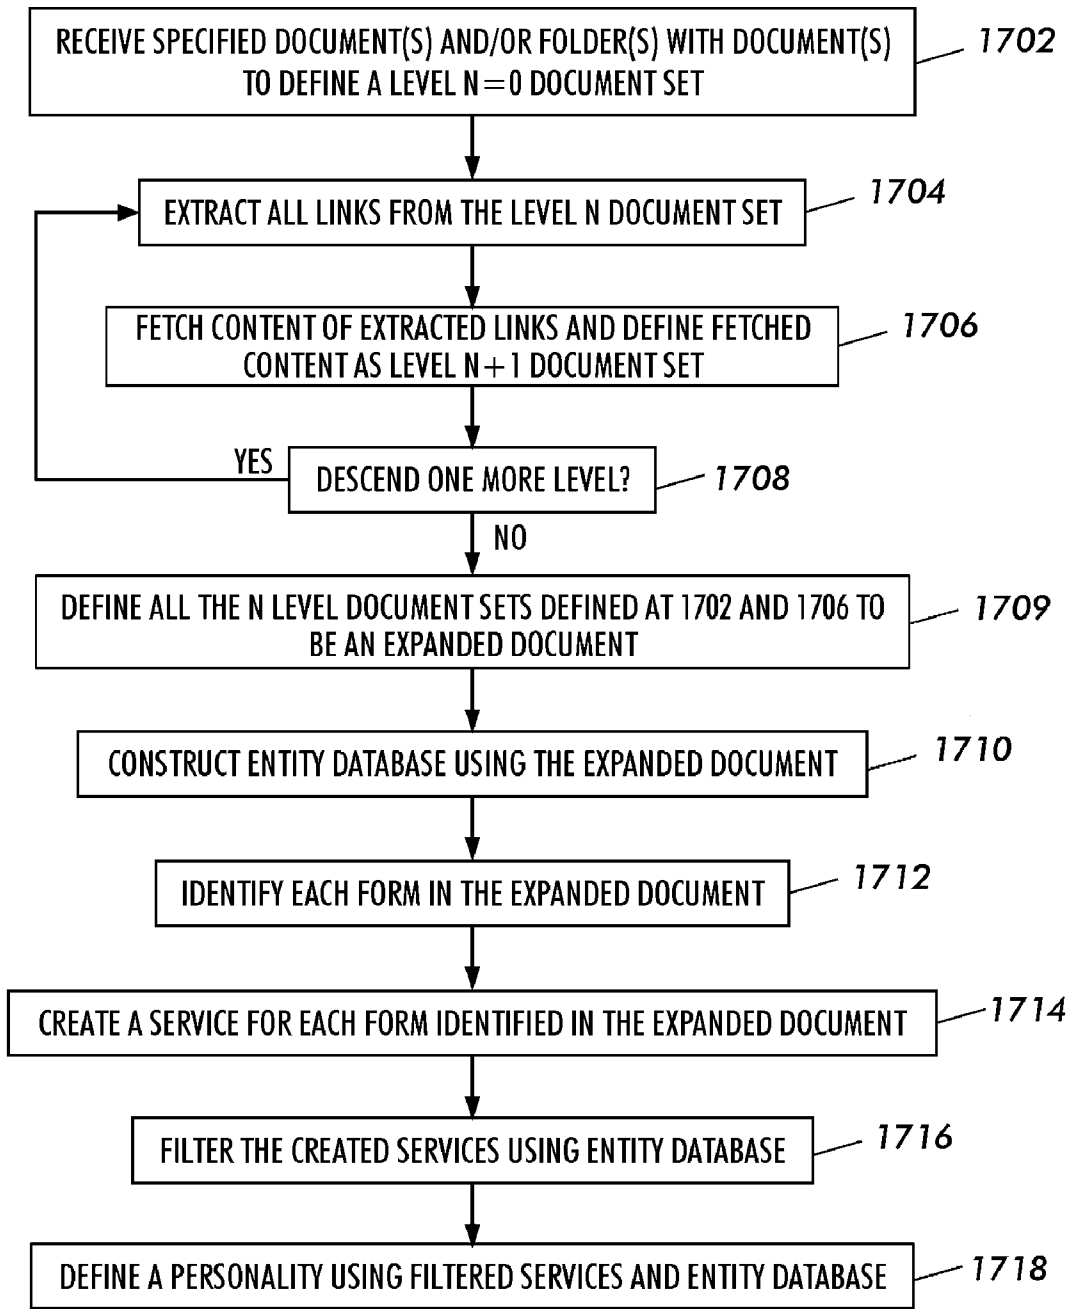 RECEIVE SPECIFIED DOCUMENT(S) AND/OR FOLDER(S) WITH DOCUMENT(S)
TO DEFINE A LEVEL N=0 DOCUMENT SET
1702
EXTRACT ALL LINKS FROM THE LEVEL N DOCUMENT SET
1704
FETCH CONTENT OF EXTRACTED LINKS AND DEFINE FETCHED
CONTENT AS LEVEL N+1 DOCUMENT SET
1706
YES
DESCEND ONE MORE LEVEL?
1708
NO
DEFINE ALL THE N LEVEL DOCUMENT SETS DEFINED AT 1702 AND 1706 TO
BE AN EXPANDED DOCUMENT
1709
CONSTRUCT ENTITY DATABASE USING THE EXPANDED DOCUMENT
1710
IDENTIFY EACH FORM IN THE EXPANDED DOCUMENT
1712
CREATE A SERVICE FOR EACH FORM IDENTIFIED IN THE EXPANDED DOCUMENT
1714
FILTER THE CREATED SERVICES USING ENTITY DATABASE
1716
DEFINE A PERSONALITY USING FILTERED SERVICES AND ENTITY DATABASE
1718